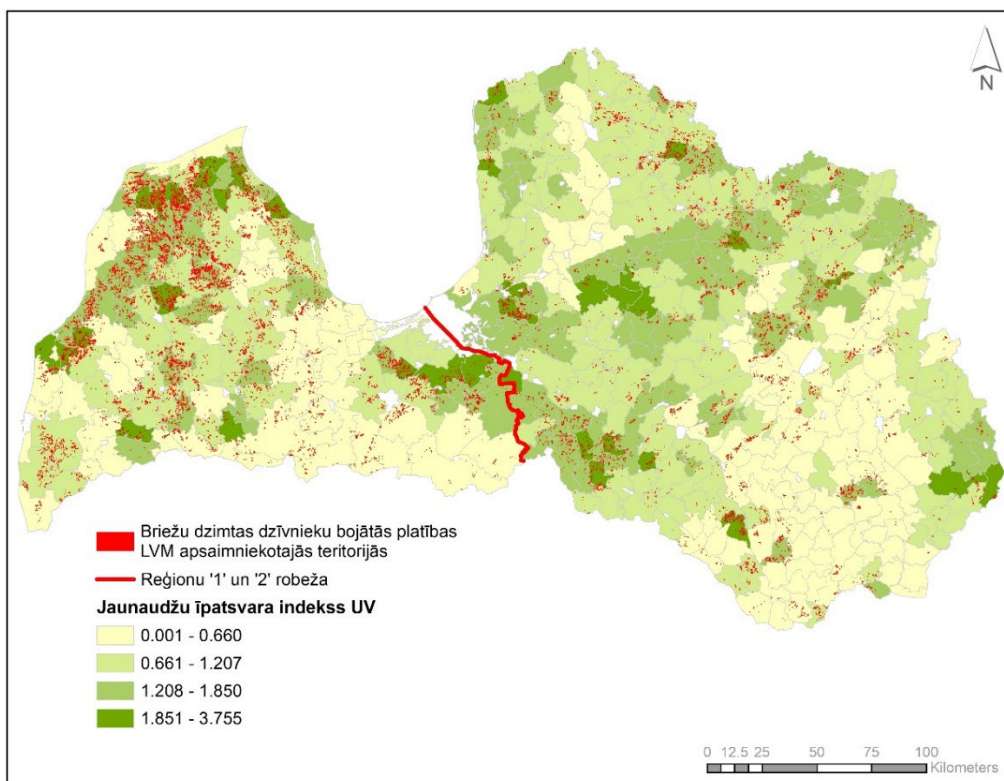 N
Briežu dzimtas dzīvnieku bojātās platības
LVM apsaimniekotajās teritorijās
Reģionu '1' un '2' robeža
Jaunaudžu īpatsvara indekss UV
0.001 - 0.660
0.661 - 1.207
1.208 - 1.850
1.851 - 3.755
0 12.5 25 50 75 100
Kilometers